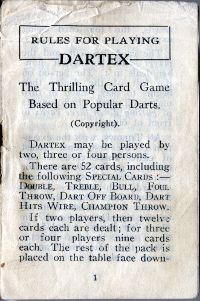 RULES FOR PLAYING
DARTEX
The Thrilling Card Game
Based on Popular Darts.
(Copyright).
DARTEX may be played by
two, three or four persons.
There are 52 cards, including
the following SPECIAL CARDS :—
DOUBLE, TREBLE, BULL, FOUL
THROW, DART OFF BOARD, DART
HITS WIRE, CHAMPION THROW.
If two players, then twelve
cards each are dealt; for three
or four players nine cards
each. The rest of the pack is
placed on the table face down-
1